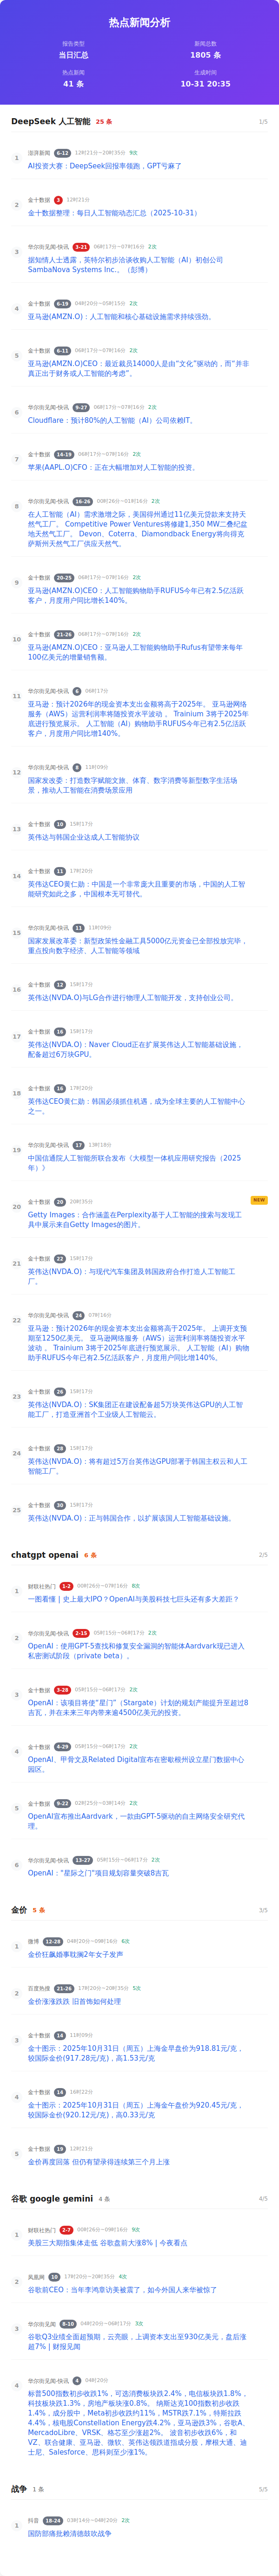 热点新闻分析
报告类型
新闻总数
当日汇总
1805 条
热点新闻
生成时间
41 条
10-31 20:35
DeepSeek 人工智能 25 条
1/5
1
澎湃新闻 6-12 12时21分~20时35分 9次
AI投资大赛：DeepSeek回报率领跑，GPT亏麻了
2
金十数据 3 12时21分
金十数据整理：每日人工智能动态汇总（2025-10-31）
3
华尔街见闻-快讯 3-21 06时17分~07时16分 2次
据知情人士透露，英特尔初步洽谈收购人工智能（AI）初创公司
SambaNova Systems Inc.。（彭博）
4
金十数据 6-19 04时20分~05时15分 2次
亚马逊(AMZN.O)：人工智能和核心基础设施需求持续强劲。
5
金十数据 6-11 06时17分~07时16分 2次
亚马逊(AMZN.O)CEO：最近裁员14000人是由“文化”驱动的，而“并非
真正出于财务或人工智能的考虑”。
6
华尔街见闻-快讯 9-27 06时17分~07时16分 2次
Cloudflare：预计80%的人工智能（AI）公司依赖IT。
7
金十数据 14-19 06时17分~07时16分 2次
苹果(AAPL.O)CFO：正在大幅增加对人工智能的投资。
8
华尔街见闻-快讯 16-26 00时26分~01时16分 2次
在人工智能（AI）需求激增之际，美国得州通过11亿美元贷款来支持天
然气工厂。 Competitive Power Ventures将修建1,350 MW二叠纪盆
地天然气工厂。 Devon、Coterra、Diamondback Energy将向得克
萨斯州天然气工厂供应天然气。
9
金十数据 20-25 06时17分~07时16分 2次
亚马逊(AMZN.O)CEO：人工智能购物助手RUFUS今年已有2.5亿活跃
客户，月度用户同比增长140%。
10
金十数据 21-26 06时17分~07时16分 2次
亚马逊(AMZN.O)CEO：亚马逊人工智能购物助手Rufus有望带来每年
100亿美元的增量销售额。
11
华尔街见闻-快讯 6 06时17分
亚马逊：预计2026年的现金资本支出金额将高于2025年。 亚马逊网络
服务（AWS）运营利润率将随投资水平波动 。 Trainium 3将于2025年
底进行预览展示。 人工智能（AI）购物助手RUFUS今年已有2.5亿活跃
客户，月度用户同比增140%。
12
华尔街见闻-快讯 8 11时09分
国家发改委：打造数字赋能文旅、体育、数字消费等新型数字生活场
景，推动人工智能在消费场景应用
13
金十数据 10 15时17分
英伟达与韩国企业达成人工智能协议
14
金十数据 11 17时20分
英伟达CEO黄仁勋：中国是一个非常庞大且重要的市场，中国的人工智
能研究如此之多，中国根本无可替代。
15
华尔街见闻-快讯 11 11时09分
国家发展改革委：新型政策性金融工具5000亿元资金已全部投放完毕，
重点投向数字经济、人工智能等领域
16
金十数据 12 15时17分
英伟达(NVDA.O)与LG合作进行物理人工智能开发，支持创业公司。
17
金十数据 16 15时17分
英伟达(NVDA.O)：Naver Cloud正在扩展英伟达人工智能基础设施，
配备超过6万块GPU。
18
金十数据 16 17时20分
英伟达CEO黄仁勋：韩国必须抓住机遇，成为全球主要的人工智能中心
之一。
19
华尔街见闻-快讯 17 13时18分
中国信通院人工智能所联合发布《大模型一体机应用研究报告（2025
年）》
NEW
20
金十数据 20 20时35分
Getty Images：合作涵盖在Perplexity基于人工智能的搜索与发现工
具中展示来自Getty Images的图片。
21
金十数据 22 15时17分
英伟达(NVDA.O)：与现代汽车集团及韩国政府合作打造人工智能工
厂。
22
华尔街见闻-快讯 24 07时16分
亚马逊：预计2026年的现金资本支出金额将高于2025年。 上调开支预
期至1250亿美元。 亚马逊网络服务（AWS）运营利润率将随投资水平
波动 。 Trainium 3将于2025年底进行预览展示。 人工智能（AI）购物
助手RUFUS今年已有2.5亿活跃客户，月度用户同比增140%。
23
金十数据 26 15时17分
英伟达(NVDA.O)：SK集团正在建设配备超5万块英伟达GPU的人工智
能工厂，打造亚洲首个工业级人工智能云。
24
金十数据 28 15时17分
英伟达(NVDA.O)：将有超过5万台英伟达GPU部署于韩国主权云和人工
智能工厂。
25
金十数据 30 15时17分
英伟达(NVDA.O)：正与韩国合作，以扩展该国人工智能基础设施。
chatgpt openai 6 条
2/5
1
财联社热门 1-2 00时26分~07时16分 8次
一图看懂 | 史上最大IPO？OpenAI与美股科技七巨头还有多大差距？
2
华尔街见闻-快讯 2-15 05时15分~06时17分 2次
OpenAI：使用GPT-5查找和修复安全漏洞的智能体Aardvark现已进入
私密测试阶段（private beta）。
3
金十数据 3-28 05时15分~06时17分 2次
OpenAI：该项目将使"星门"（Stargate）计划的规划产能提升至超过8
吉瓦，并在未来三年内带来逾4500亿美元的投资。
4
金十数据 4-29 05时15分~06时17分 2次
OpenAI、甲骨文及Related Digital宣布在密歇根州设立星门数据中心
园区。
5
金十数据 9-22 02时25分~03时14分 2次
OpenAI宣布推出Aardvark，一款由GPT-5驱动的自主网络安全研究代
理。
6
华尔街见闻-快讯 13-27 05时15分~06时17分 2次
OpenAI："星际之门"项目规划容量突破8吉瓦
金价 5 条
3/5
1
微博 12-28 04时20分~09时16分 6次
金价狂飙婚事耽搁2年女子发声
2
百度热搜 21-26 17时20分~20时35分 5次
金价涨涨跌跌 旧首饰如何处理
3
金十数据 14 11时09分
金十图示：2025年10月31日（周五）上海金早盘价为918.81元/克，
较国际金价(917.28元/克)，高1.53元/克
4
金十数据 14 16时22分
金十图示：2025年10月31日（周五）上海金午盘价为920.45元/克，
较国际金价(920.12元/克)，高0.33元/克
5
金十数据 19 12时21分
金价再度回落 但仍有望录得连续第三个月上涨
谷歌 google gemini 4 条
4/5
1
财联社热门 2-7 00时26分~09时16分 9次
美股三大期指集体走低 谷歌盘前大涨8% | 今夜看点
2
凤凰网 10 17时20分~20时35分 4次
谷歌前CEO：当年李鸿章访美被震了，如今外国人来华被惊了
3
华尔街见闻 8-10 04时20分~06时17分 3次
谷歌Q3业绩全面超预期，云亮眼，上调资本支出至930亿美元，盘后涨
超7% | 财报见闻
4
华尔街见闻-快讯 4 04时20分
标普500指数初步收跌1%，可选消费板块跌2.4%，电信板块跌1.8%，
科技板块跌1.3%，房地产板块涨0.8%。 纳斯达克100指数初步收跌
1.4%，成分股中，Meta初步收跌约11%，MSTR跌7.1%，特斯拉跌
4.4%，核电股Constellation Energy跌4.2%，亚马逊跌3%，谷歌A、
MercadoLibre、VRSK、格芯至少涨超2%。 波音初步收跌6%，和
VZ、联合健康、亚马逊、微软、英伟达领跌道指成分股，摩根大通、迪
士尼、Salesforce、思科则至少涨1%。
战争 1 条
5/5
1
抖音 18-24 03时14分~04时20分 2次
国防部痛批赖清德鼓吹战争